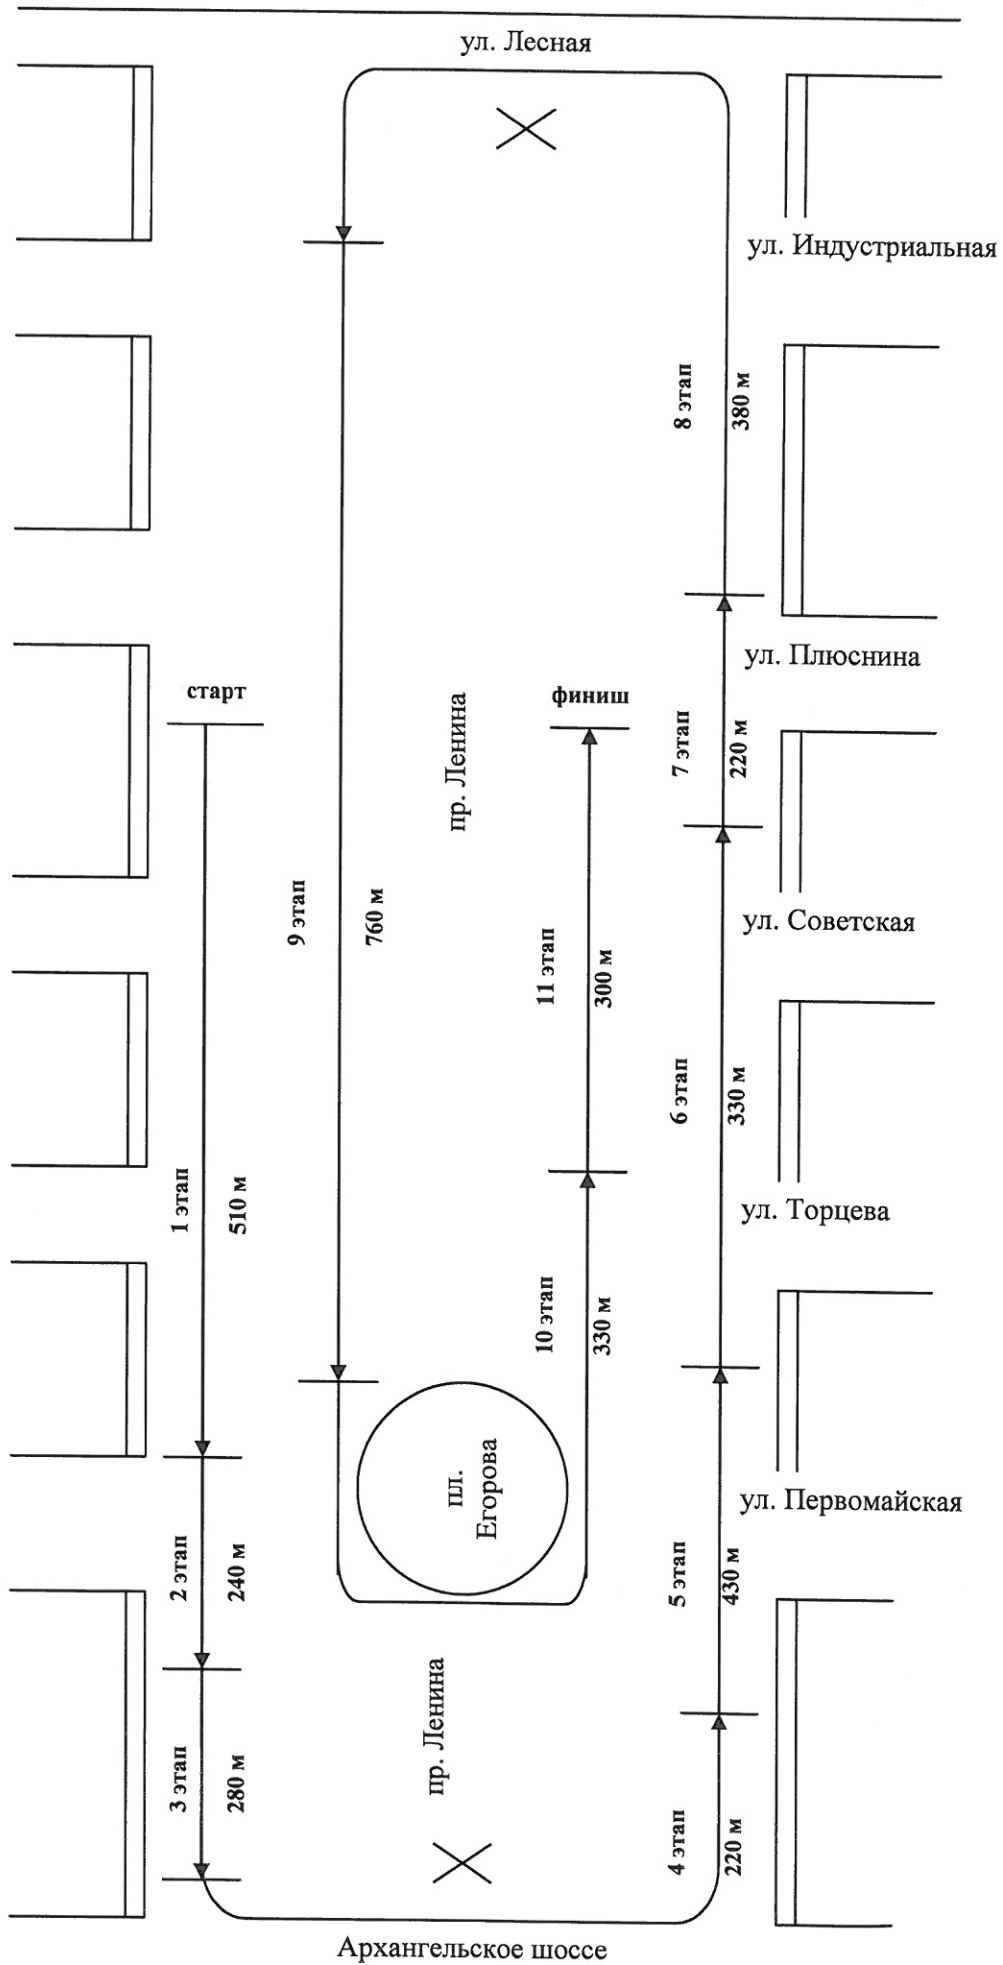 ул. Лесная
ул. Индустриальная
8 этап
380 м
ул. Плюснина
старт
финиш
пр. Ленина
7 этап
220 м
9 этап
760 м
ул. Советская
11 этап
300 м
6 этап
330 м
1 этап
510 м
ул. Торцева
10 этап
330 м
пл.
Егорова
ул. Первомайская
2 этап
240 м
5 этап
430 м
пр. Ленина
3 этап
280 м
4 этап
220 м
Архангельское шоссе